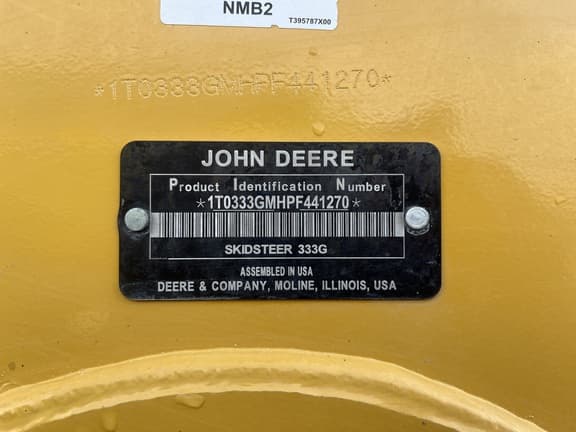 NMB2
T395787X00
*1T0333GMHPF441270*
JOHN DEERE
Product Identification Number
*1T0333GMHPF441270*
SKIDSTEER 333G
ASSEMBLED IN USA
DEERE & COMPANY, MOLINE, ILLINOIS, USA